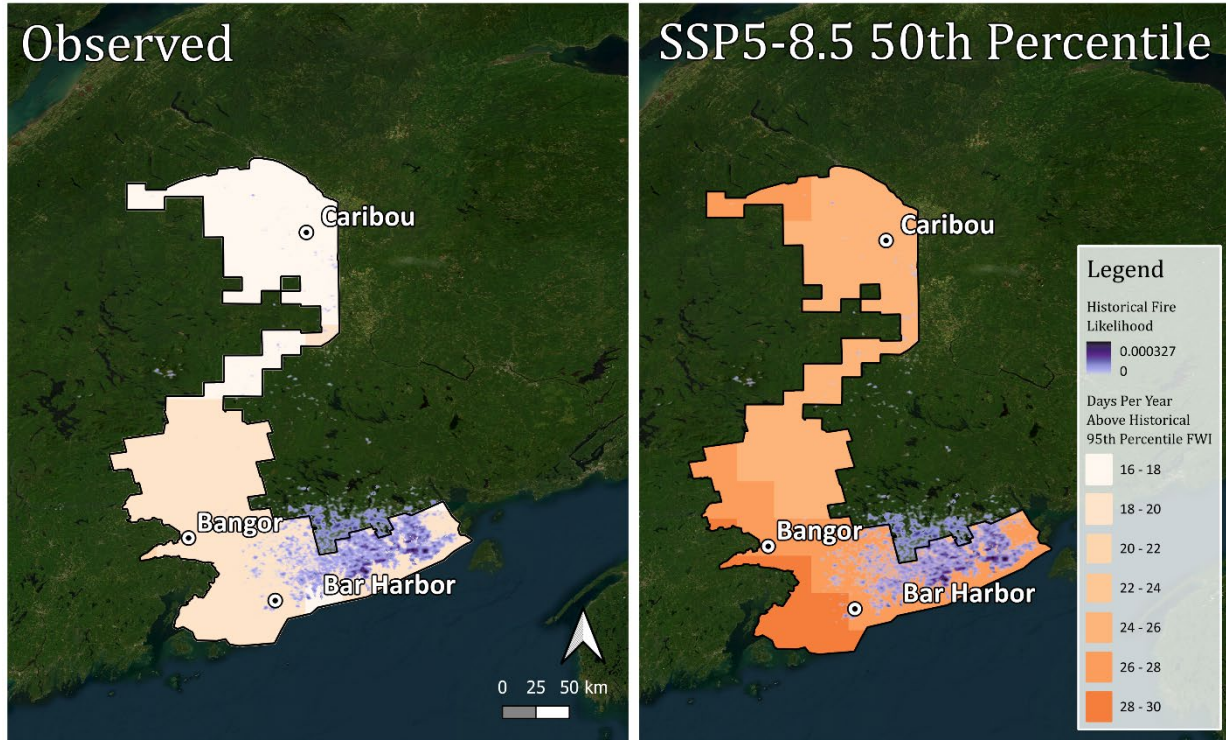 Observed
Caribou
Bangor
Bar Harbor
0 25 50 km
SSP5-8.5 50th Percentile
Caribou
Bangor
Bar Harbor
Legend
Historical Fire
Likelihood
0.000327
0
Days Per Year
Above Historical
95th Percentile FWI
16 - 18
18 - 20
20 - 22
22 - 24
24 - 26
26 - 28
28 - 30